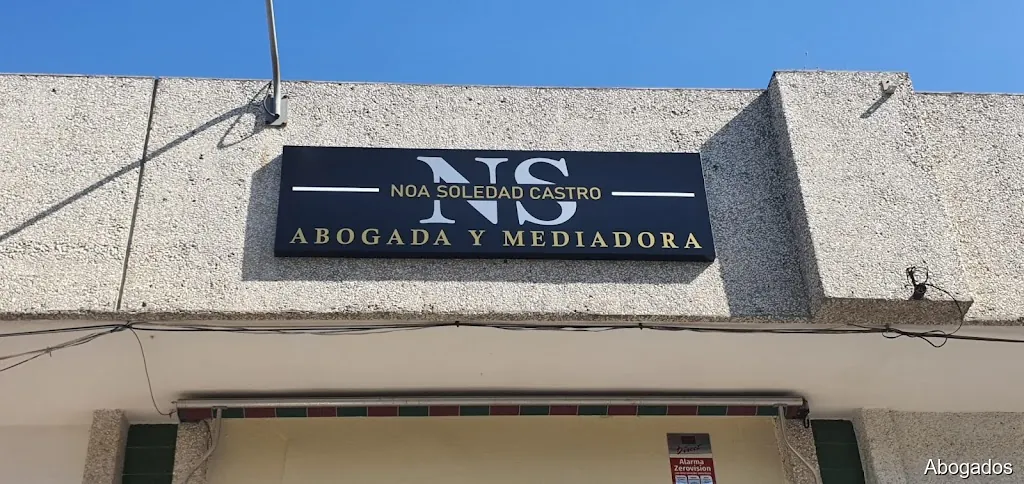 NS
NOA SOLEDAD CASTRO
ABOGADA Y MEDIADORA
Alarma
Zerovision
Abogados